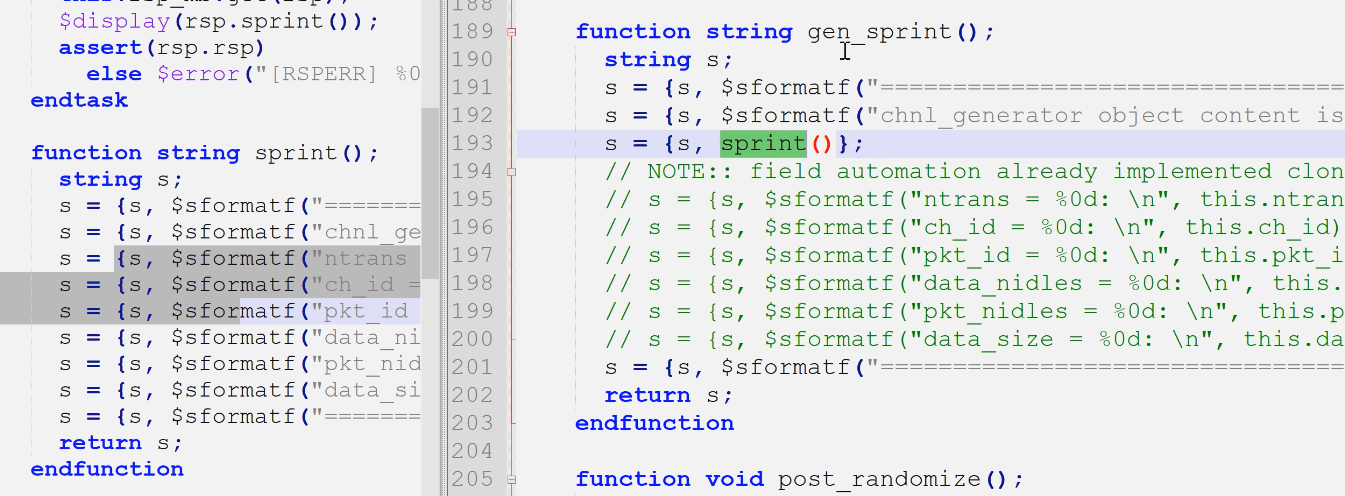 $display(rsp.sprint());
assert(rsp.rsp)
else $error("[RSPERR] %0
endtask
function string sprint();
string s;
s = {s, $sformatf("=======
s = {s, $sformatf("chnl_ge
s = {s, $sformatf("ntrans
s = {s, $sformatf("ch_id =
s = {s, $sformatf("pkt_id
s = {s, $sformatf("data_ni
s = {s, $sformatf("pkt_nid
s = {s, $sformatf("data_si
s = {s, $sformatf("=======
return s;
endfunction
188
189 function string gen_sprint();
190 string s;
191 s = {s, $sformatf("=================================
192 s = {s, $sformatf("chnl_generator object content is
193 s = {s, sprint()};
194 // NOTE:: field automation already implemented clon
195 // s = {s, $sformatf("ntrans = %0d: \n", this.ntran
196 // s = {s, $sformatf("ch_id = %0d: \n", this.ch_id)
197 // s = {s, $sformatf("pkt_id = %0d: \n", this.pkt_i
198 // s = {s, $sformatf("data_nidles = %0d: \n", this.
199 // s = {s, $sformatf("pkt_nidles = %0d: \n", this.p
200 // s = {s, $sformatf("data_size = %0d: \n", this.da
201 s = {s, $sformatf("=================================
202 return s;
203 endfunction
204
205 function void post_randomize();